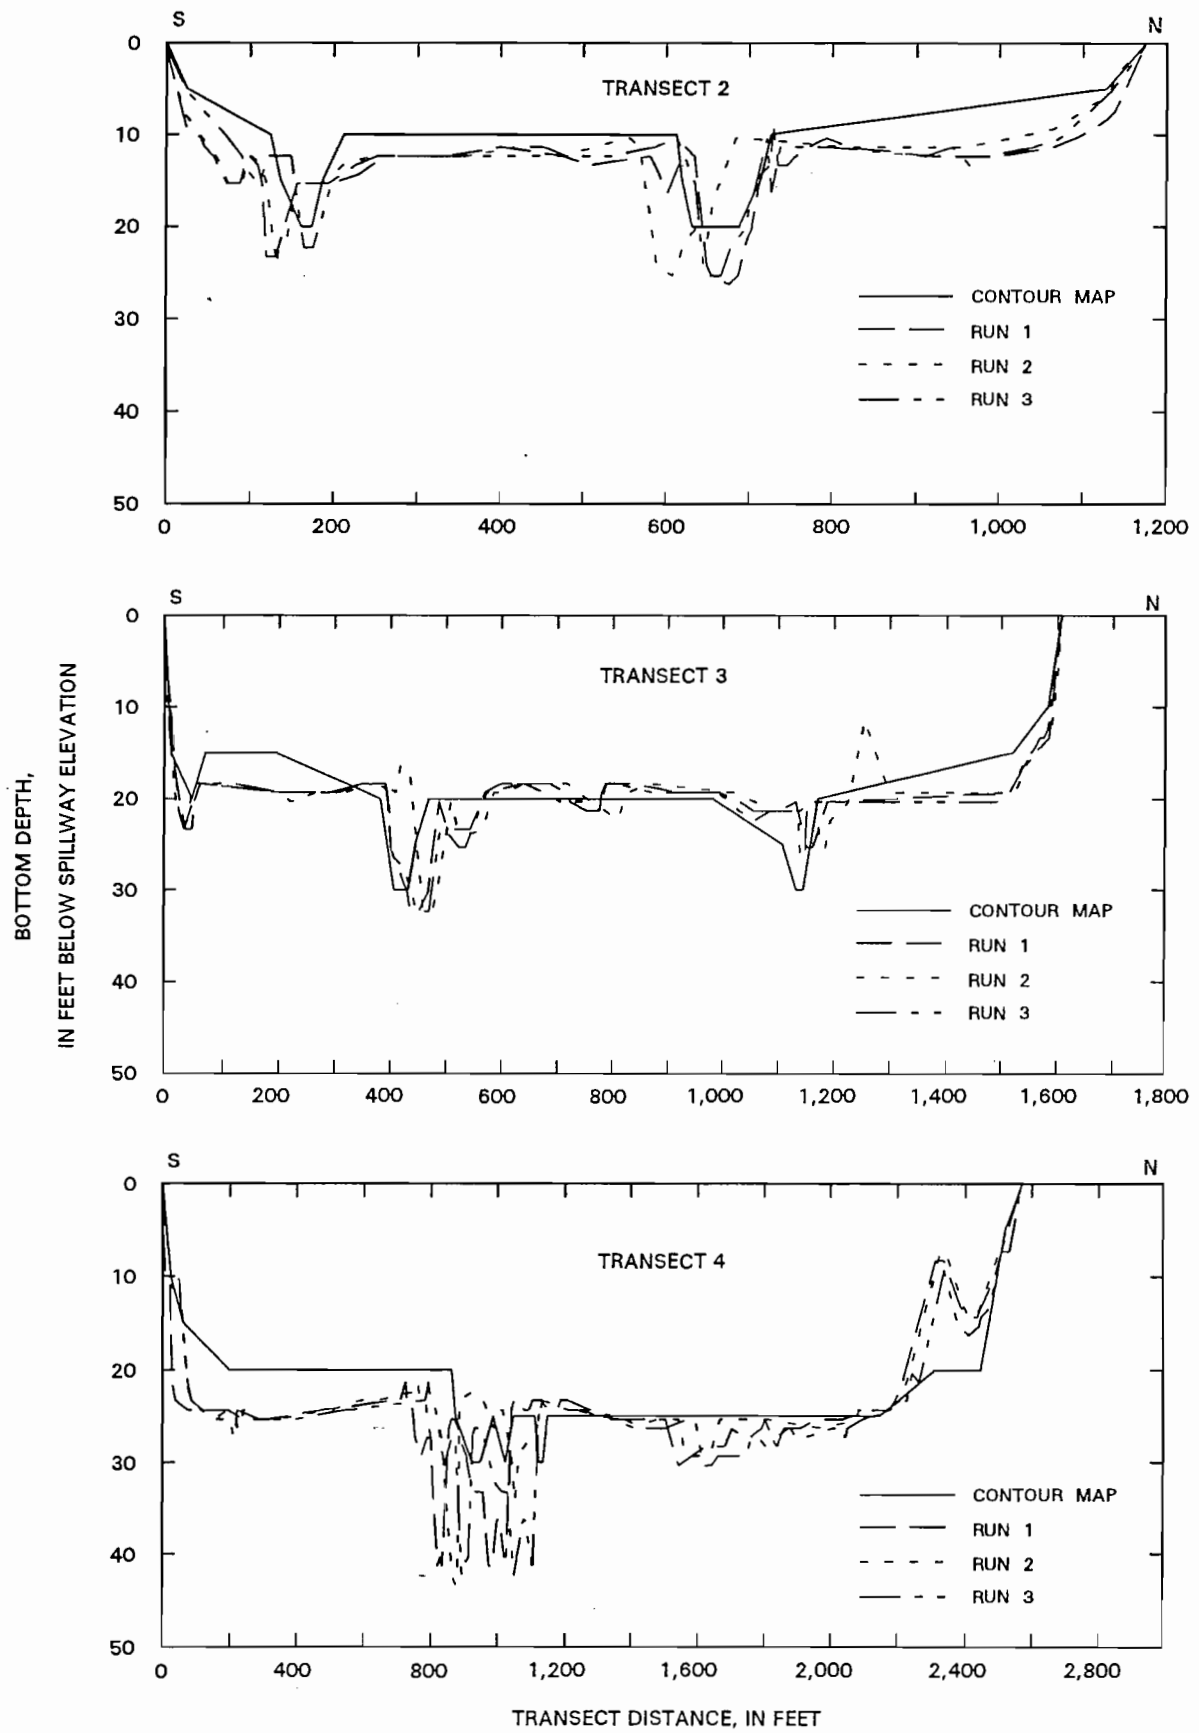 S
N
0
TRANSECT 2
10
20
CONTOUR MAP
30
RUN 1
RUN 2
RUN 3
40
50
0 200 400 600 800 1,000 1,200
S
N
0
TRANSECT 3
10
20
30
CONTOUR MAP
RUN 1
40
RUN 2
RUN 3
50
0 200 400 600 800 1,000 1,200 1,400 1,600 1,800
BOTTOM DEPTH,
IN FEET BELOW SPILLWAY ELEVATION
S
N
0
TRANSECT 4
10
20
30
CONTOUR MAP
RUN 1
40
RUN 2
RUN 3
50
0 400 800 1,200 1,600 2,000 2,400 2,800
TRANSECT DISTANCE, IN FEET